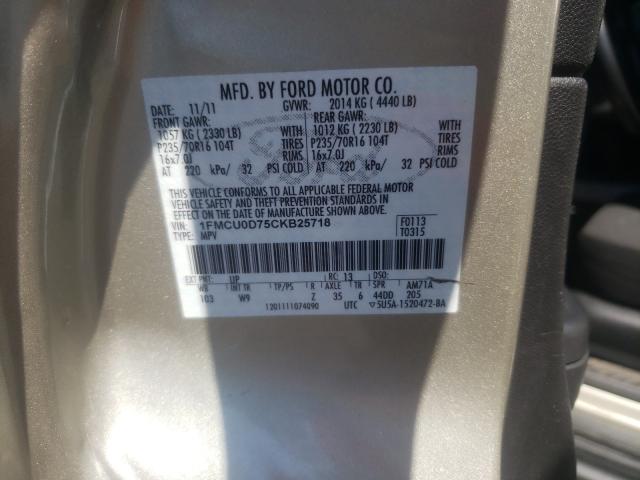 MFD. BY FORD MOTOR CO.
DATE: 11/11 GVWR: 2014 KG ( 4440 LB)
FRONT GAWR: REAR GAWR:
1057 KG ( 2330 LB) WITH 1012 KG ( 2230 LB) WITH
P235/70R16 104T TIRES P235/70R16 104T TIRES
16x7.0J RIMS 16x7.0J RIMS
AT 220 kPa/ 32 PSI COLD AT 220 kPa/ 32 PSI COLD
THIS VEHICLE CONFORMS TO ALL APPLICABLE FEDERAL MOTOR
VEHICLE SAFETY AND THEFT PREVENTION STANDARDS IN EFFECT
ON THE DATE OF MANUFACTURE SHOWN ABOVE.
VIN: 1FMCU0D75CKB25718 F0113
TYPE: MPV T0315
EXT PNT: UP RC: 13 DSO:
WB INT TR TP/PS R AXLE TR SPR AM71A
103 W9 Z 35 6 44DD 205
1201111074090 UTC 5U5A-1520472-BA
Ford